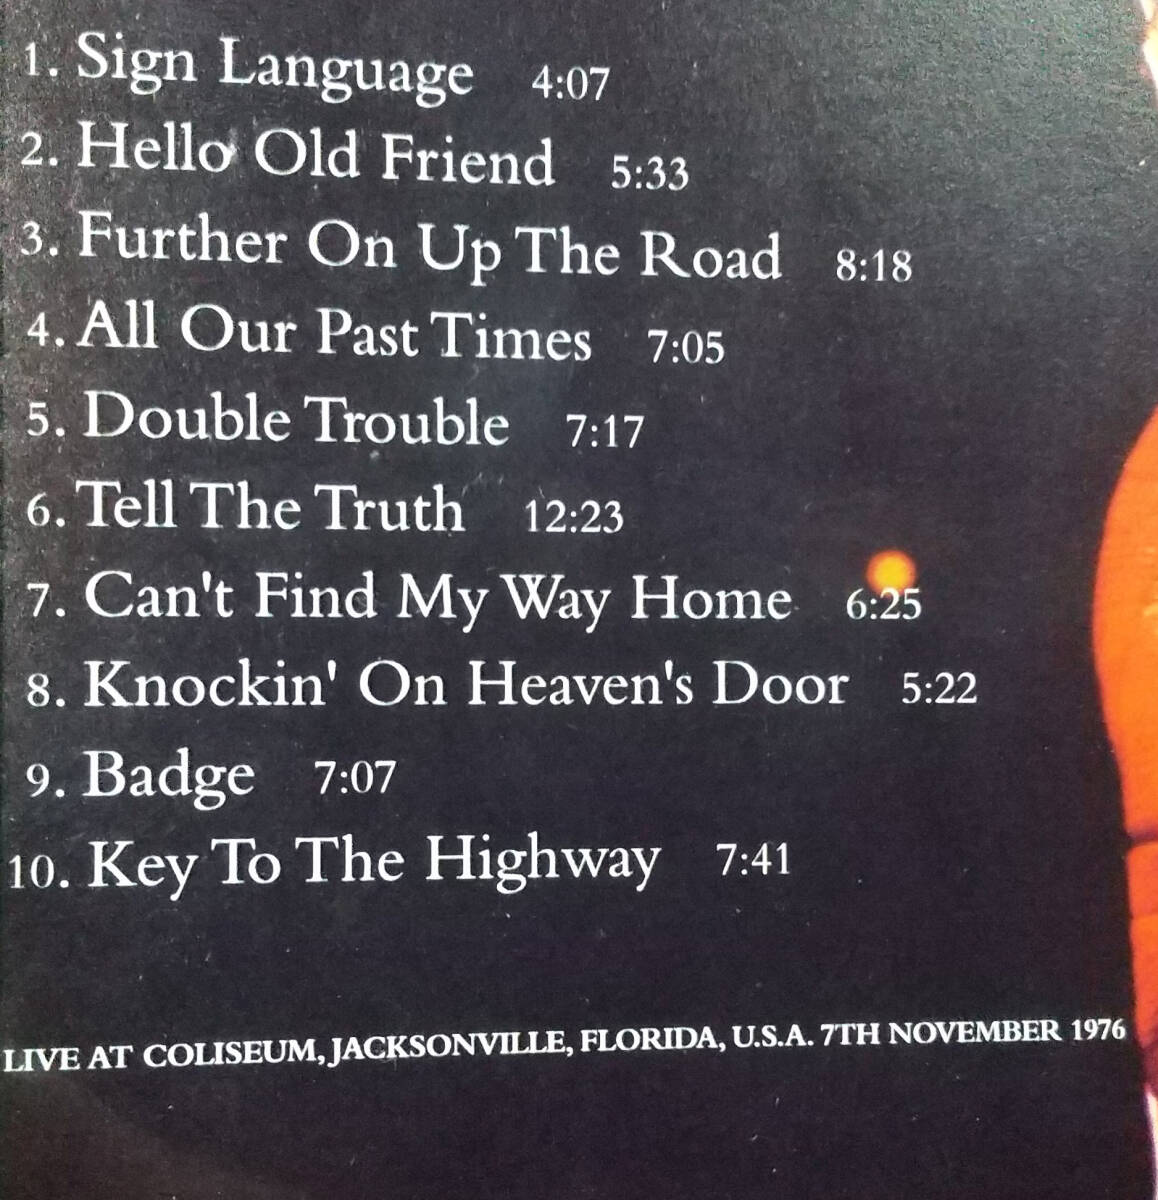 1. Sign Language 4:07
2. Hello Old Friend 5:33
3. Further On Up The Road 8:18
4. All Our Past Times 7:05
5. Double Trouble 7:17
6. Tell The Truth 12:23
7. Can't Find My Way Home 6:25
8. Knockin' On Heaven's Door 5:22
9. Badge 7:07
10. Key To The Highway 7:41
LIVE AT COLISEUM, JACKSONVILLE, FLORIDA, U.S.A. 7TH NOVEMBER 1976